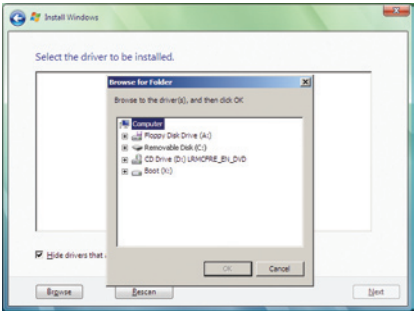 Install Windows
Select the driver to be installed.
Browse for Folder
Browse to the driver(s), and then click OK
Computer
Floppy Disk Drive (A:)
Removable Disk (C:)
CD Drive (D:) LRMCFRE_EN_DVD
Boot (X:)
Hide drivers that
OK
Cancel
Browse
Rescan
Next